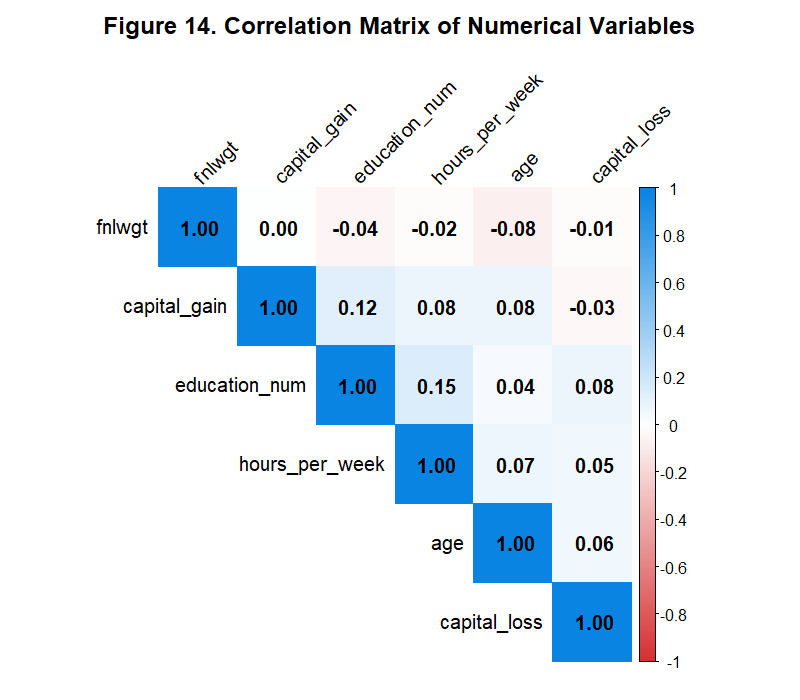 Figure 14. Correlation Matrix of Numerical Variables
fnlwgt
capital_gain
education_num
hours_per_week
age
capital_loss
fnlwgt 1.00 0.00 -0.04 -0.02 -0.08 -0.01
capital_gain 1.00 0.12 0.08 0.08 -0.03
education_num 1.00 0.15 0.04 0.08
hours_per_week 1.00 0.07 0.05
age 1.00 0.06
capital_loss 1.00
1
0.8
0.6
0.4
0.2
0
-0.2
-0.4
-0.6
-0.8
-1